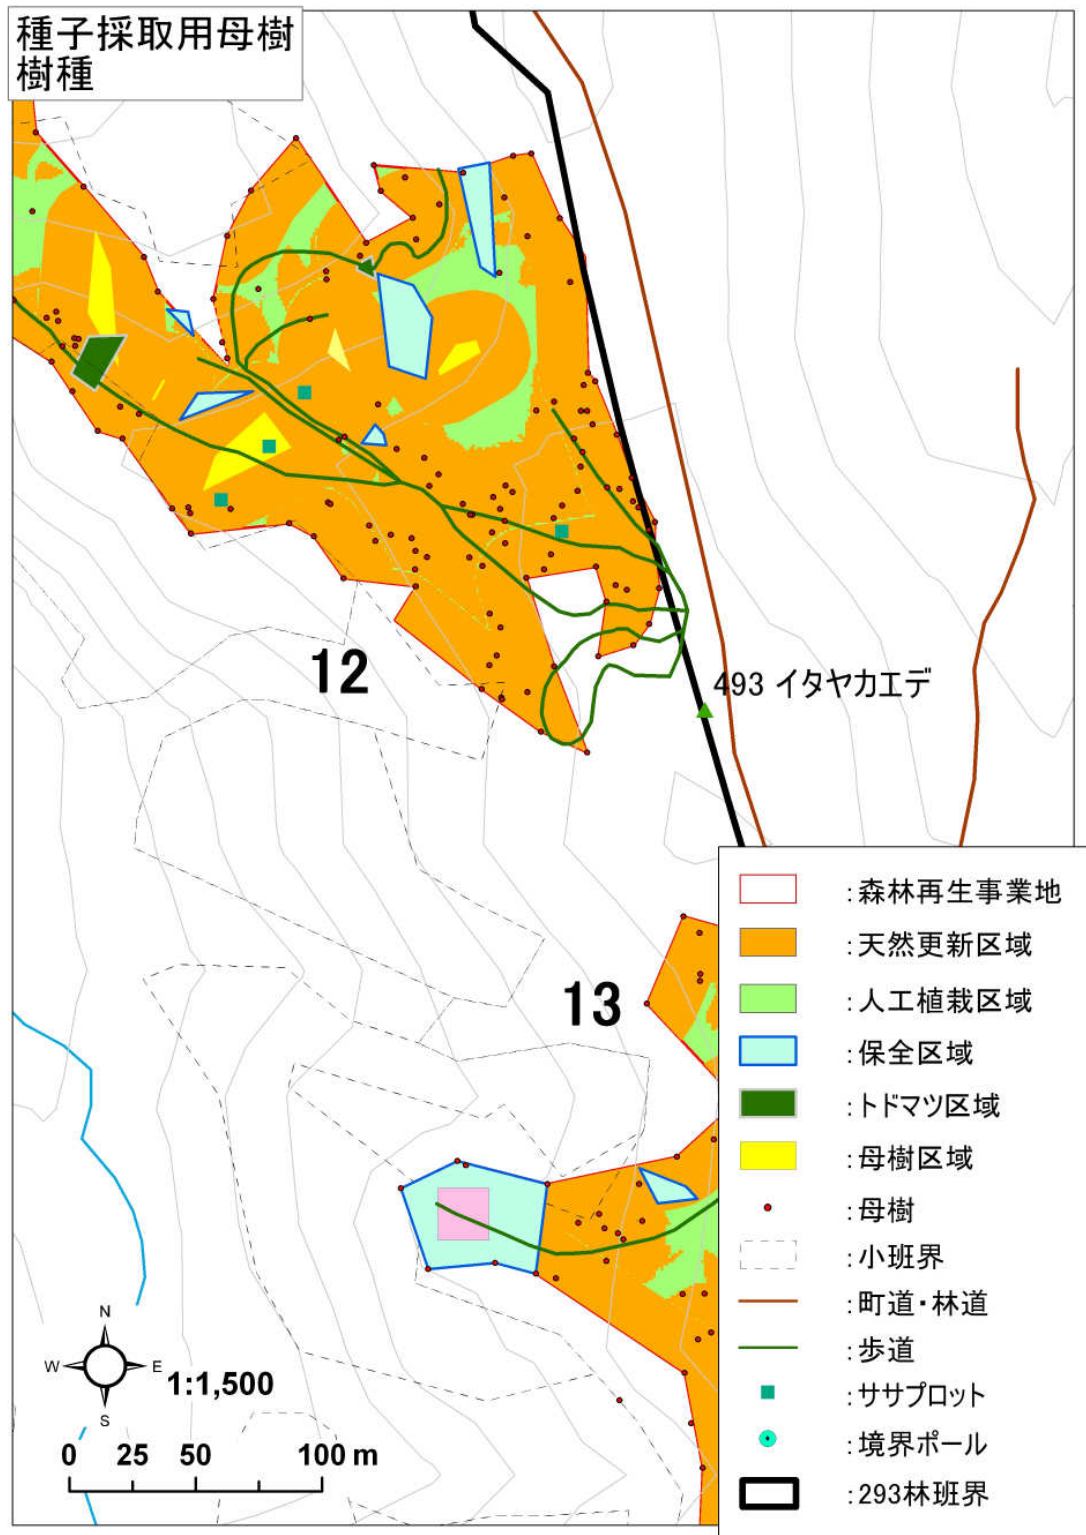 種子採取用母樹
樹種
12
493 イタヤカエデ
13
:森林再生事業地
:天然更新区域
:人工植栽区域
:保全区域
:トドマツ区域
:母樹区域
:母樹
:小班界
:町道・林道
:歩道
:ササプロット
:境界ポール
:293林班界
N
W
E
S
1:1,500
0 25 50 100 m